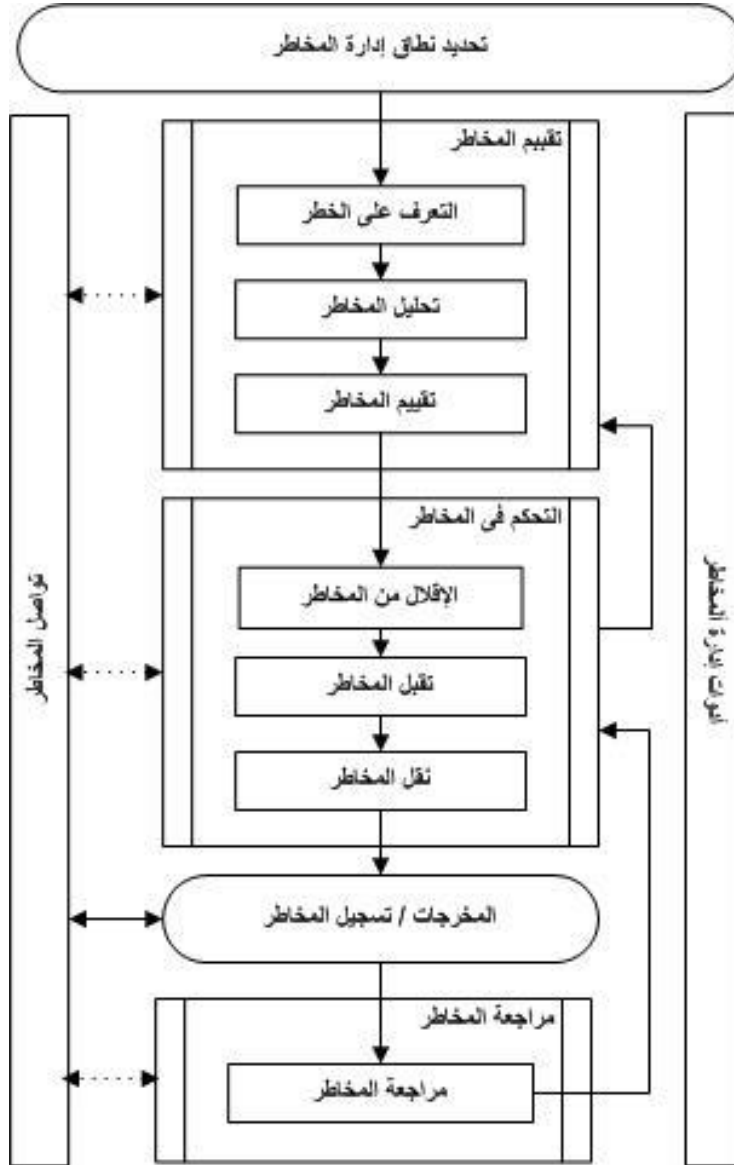 تحديد نطاق إدارة المخاطر
تقييم المخاطر
التعرف على الخطر
تحليل المخاطر
تقييم المخاطر
التحكم في المخاطر
الإقلال من المخاطر
تقبل المخاطر
نقل المخاطر
المخرجات / تسجيل المخاطر
مراجعة المخاطر
مراجعة المخاطر
أدوات إدارة المخاطر
تواصل المخاطر